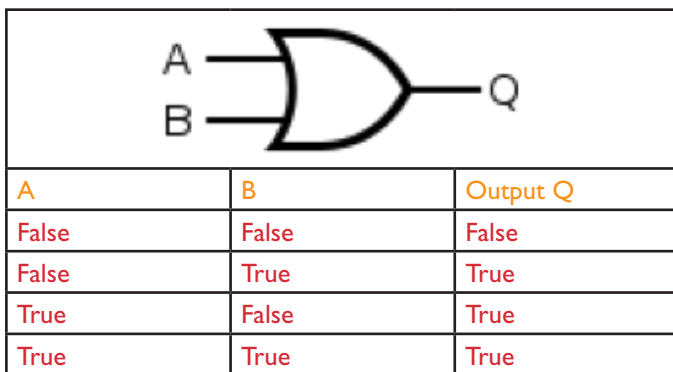 A
B
Q
A B Output Q
False False False
False True True
True False True
True True True